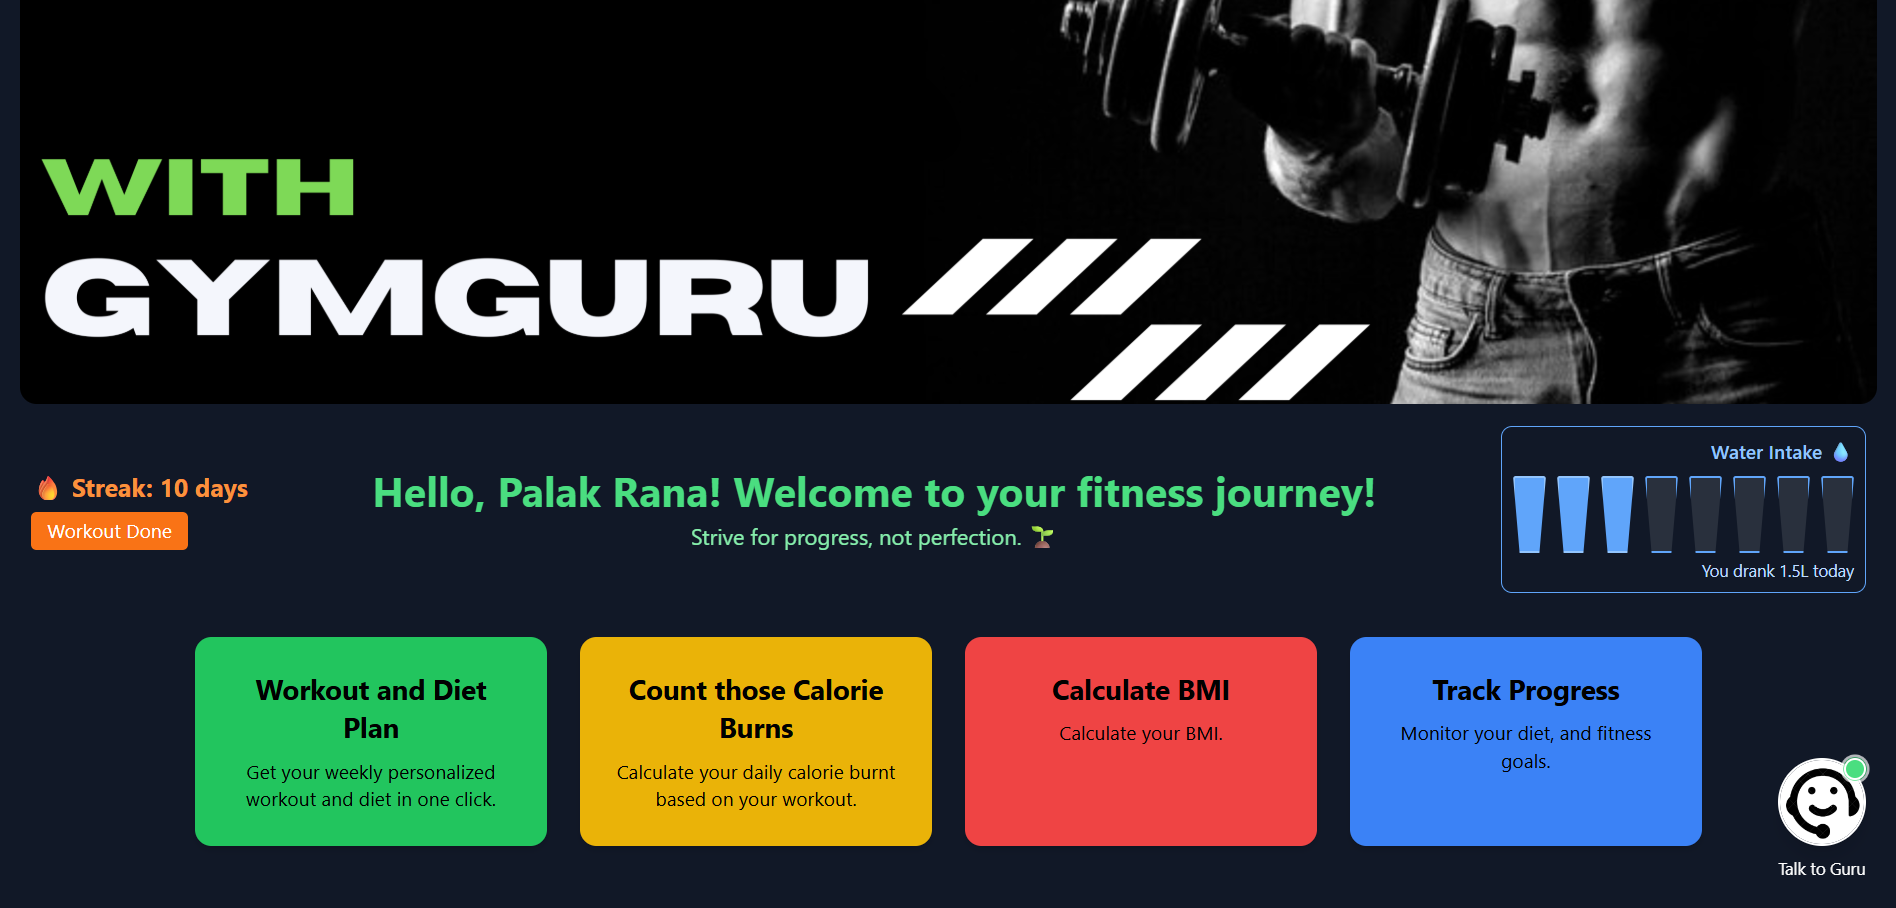 WITH
GYMGURU
🔥 Streak: 10 days
Workout Done
Hello, Palak Rana! Welcome to your fitness journey!
Strive for progress, not perfection. 🌱
Water Intake 💧
You drank 1.5L today
Workout and Diet
Plan
Get your weekly personalized
workout and diet in one click.
Count those Calorie
Burns
Calculate your daily calorie burnt
based on your workout.
Calculate BMI
Calculate your BMI.
Track Progress
Monitor your diet, and fitness
goals.
Talk to Guru